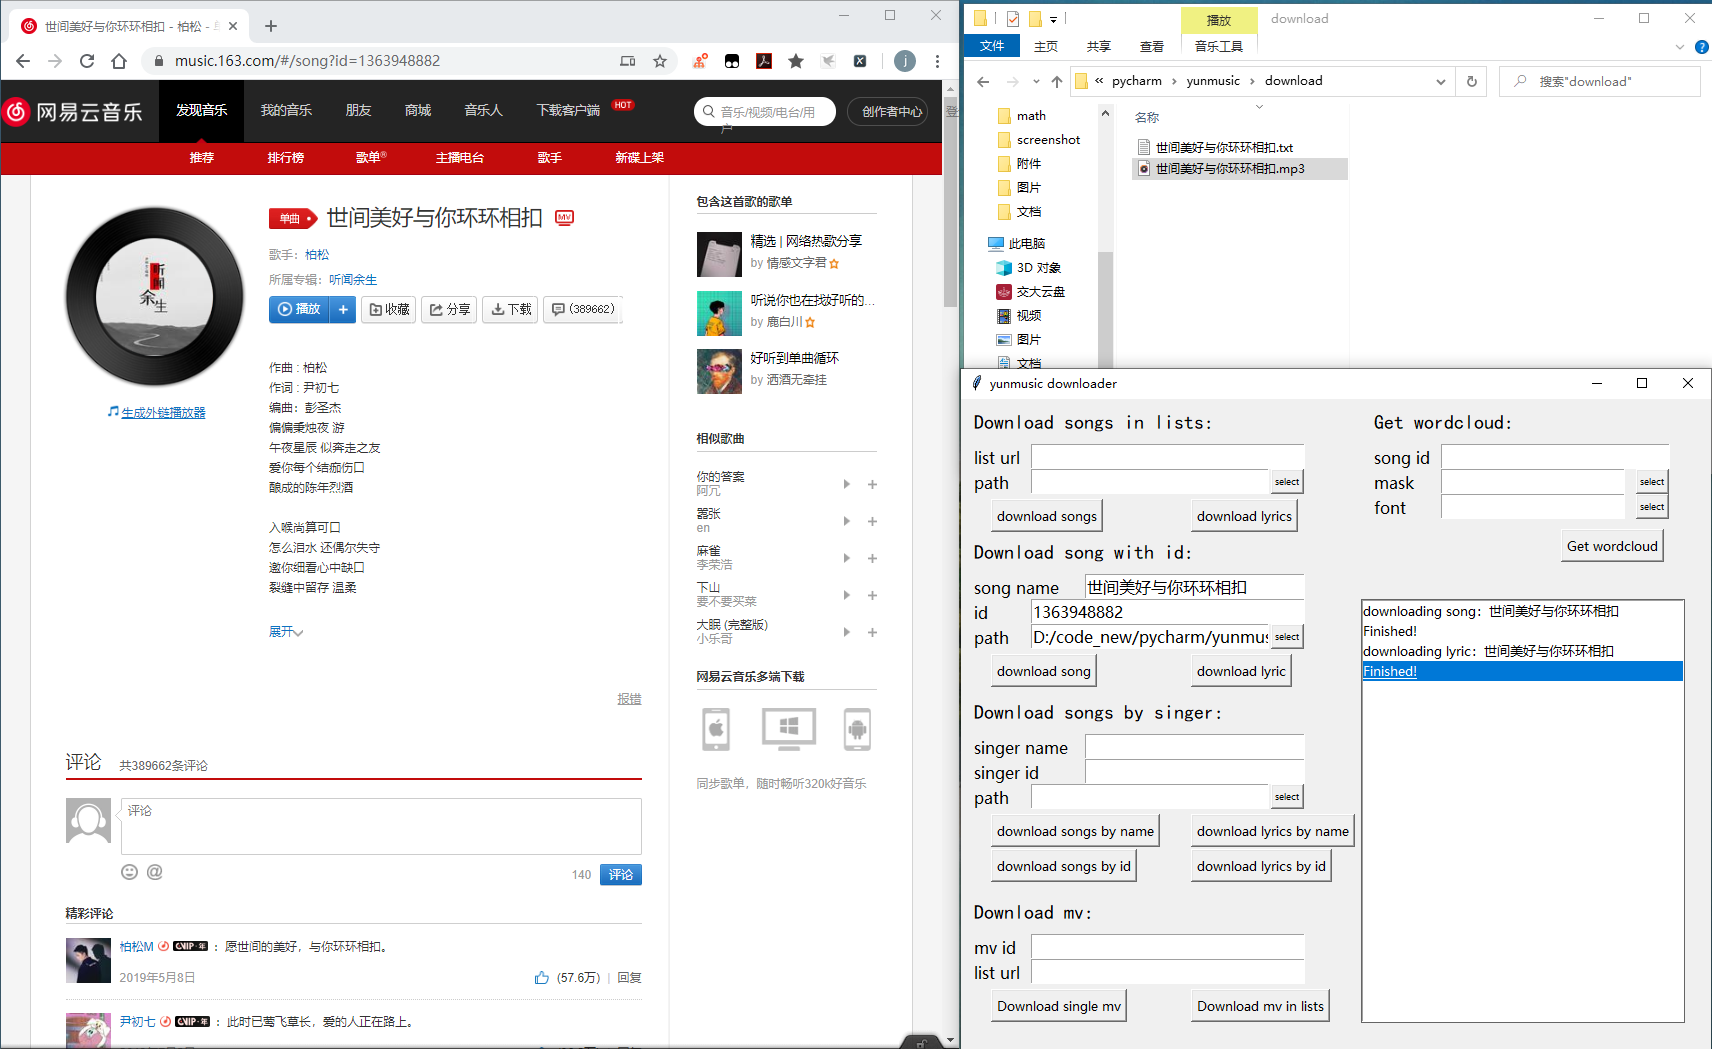 世间美好与你环环相扣 - 柏松 - 单
music.163.com/#/song?id=1363948882
j
网易云音乐
发现音乐
我的音乐
朋友
商城
音乐人
下载客户端
HOT
音乐/视频/电台/用户
创作者中心
登
推荐
排行榜
歌单®
主播电台
歌手
新碟上架
单曲
世间美好与你环环相扣
MV
歌手：柏松
所属专辑：听闻余生
播放
+
收藏
分享
下载
(389662)
听闻
余生
生成外链播放器
作曲 : 柏松
作词 : 尹初七
编曲：彭圣杰
偏偏秉烛夜 游
午夜星辰 似奔走之友
爱你每个结痂伤口
酿成的陈年烈酒
入喉尚算可口
怎么泪水 还偶尔失守
邀你细看心中缺口
裂缝中留存 温柔
展开
报错
评论
共389662条评论
评论
@
140
评论
精彩评论
柏松M CVIP·年 ：愿世间的美好，与你环环相扣。
2019年5月8日
(57.6万) | 回复
尹初七 CVIP·年 ：此时已莺飞草长，爱的人正在路上。
包含这首歌的歌单
精选 | 网络热歌分享
by 情感文字君
听说你也在找好听的...
by 鹿白川
好听到单曲循环
by 洒酒无牵挂
相似歌曲
你的答案
阿冗
嚣张
en
麻雀
李荣浩
下山
要不要买菜
大眠 (完整版)
小乐哥
网易云音乐多端下载
同步歌单，随时畅听320k好音乐
播放
download
文件
主页
共享
查看
音乐工具
« pycharm › yunmusic › download
搜索"download"
math
screenshot
附件
图片
文档
此电脑
3D 对象
交大云盘
视频
图片
文档
名称
世间美好与你环环相扣.txt
世间美好与你环环相扣.mp3
yunmusic downloader
Download songs in lists:
list url
path
select
download songs
download lyrics
Download song with id:
song name
世间美好与你环环相扣
id
1363948882
path
D:/code_new/pycharm/yunmus
select
download song
download lyric
Download songs by singer:
singer name
singer id
path
select
download songs by name
download lyrics by name
download songs by id
download lyrics by id
Download mv:
mv id
list url
Download single mv
Download mv in lists
Get wordcloud:
song id
mask
select
font
select
Get wordcloud
downloading song：世间美好与你环环相扣
Finished!
downloading lyric：世间美好与你环环相扣
Finished!